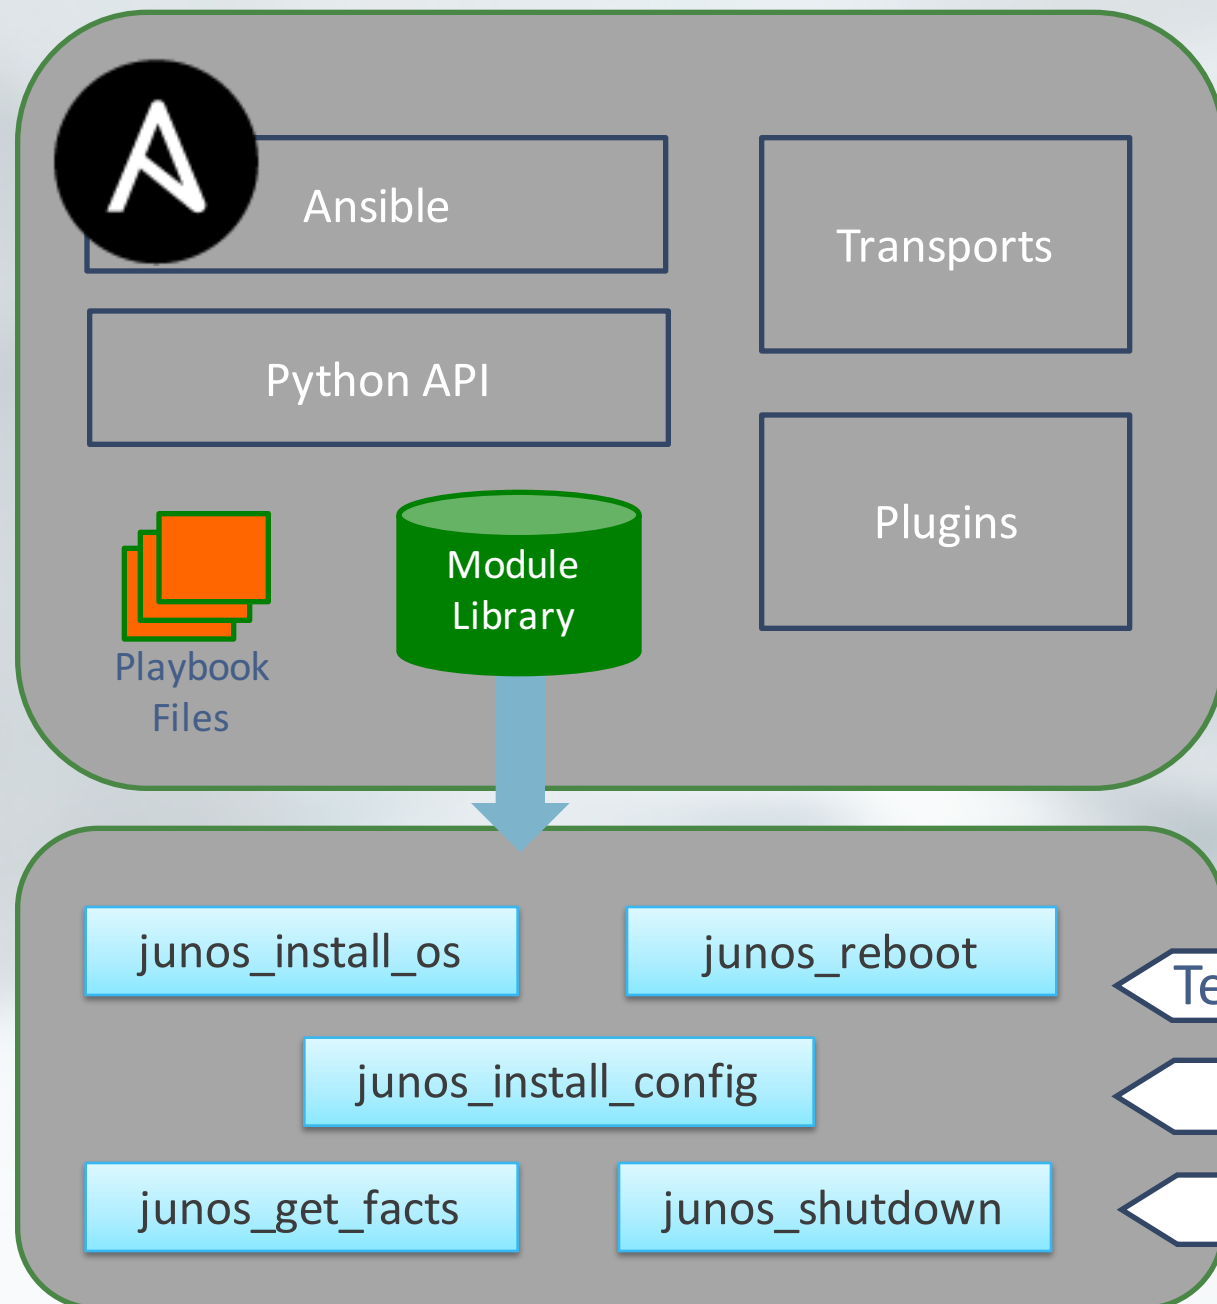 Ansible
Transports
Python API
Plugins
Module
Library
Playbook
Files
junos_install_os
junos_reboot
junos_install_config
junos_get_facts
junos_shutdown